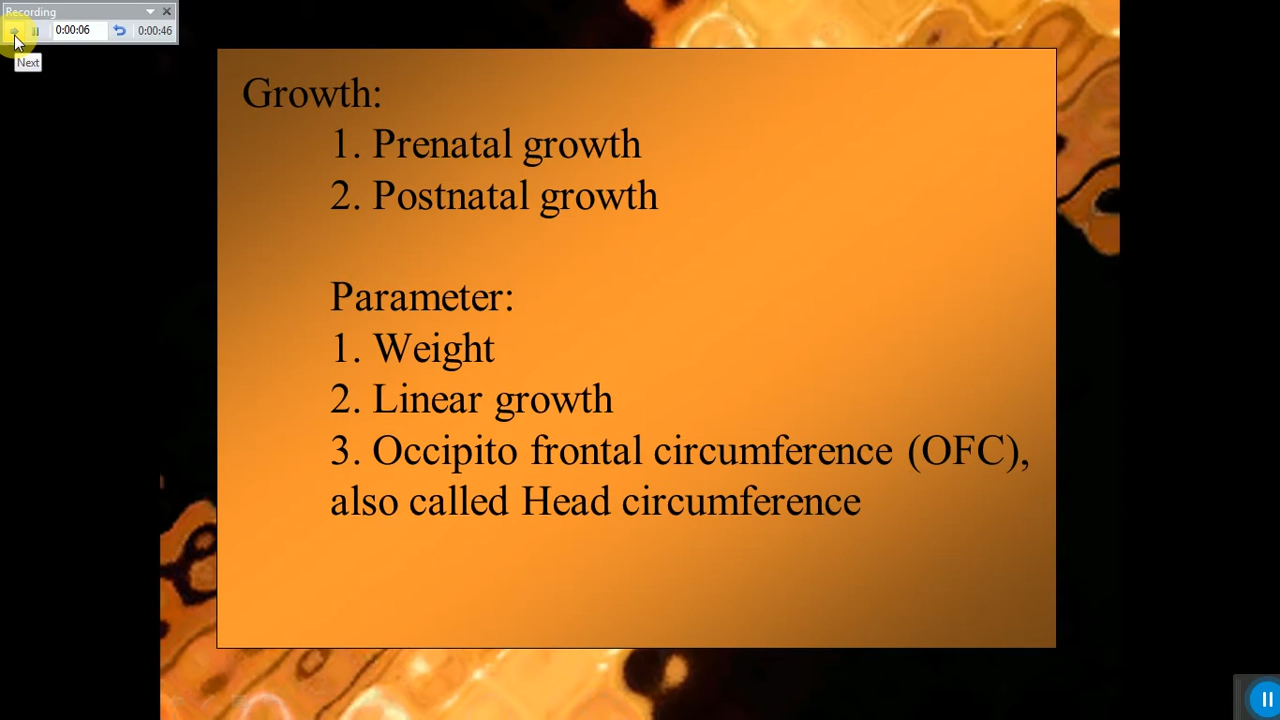 Recording
0:00:06 0:00:46
Next
Growth:
1. Prenatal growth
2. Postnatal growth
Parameter:
1. Weight
2. Linear growth
3. Occipito frontal circumference (OFC),
also called Head circumference